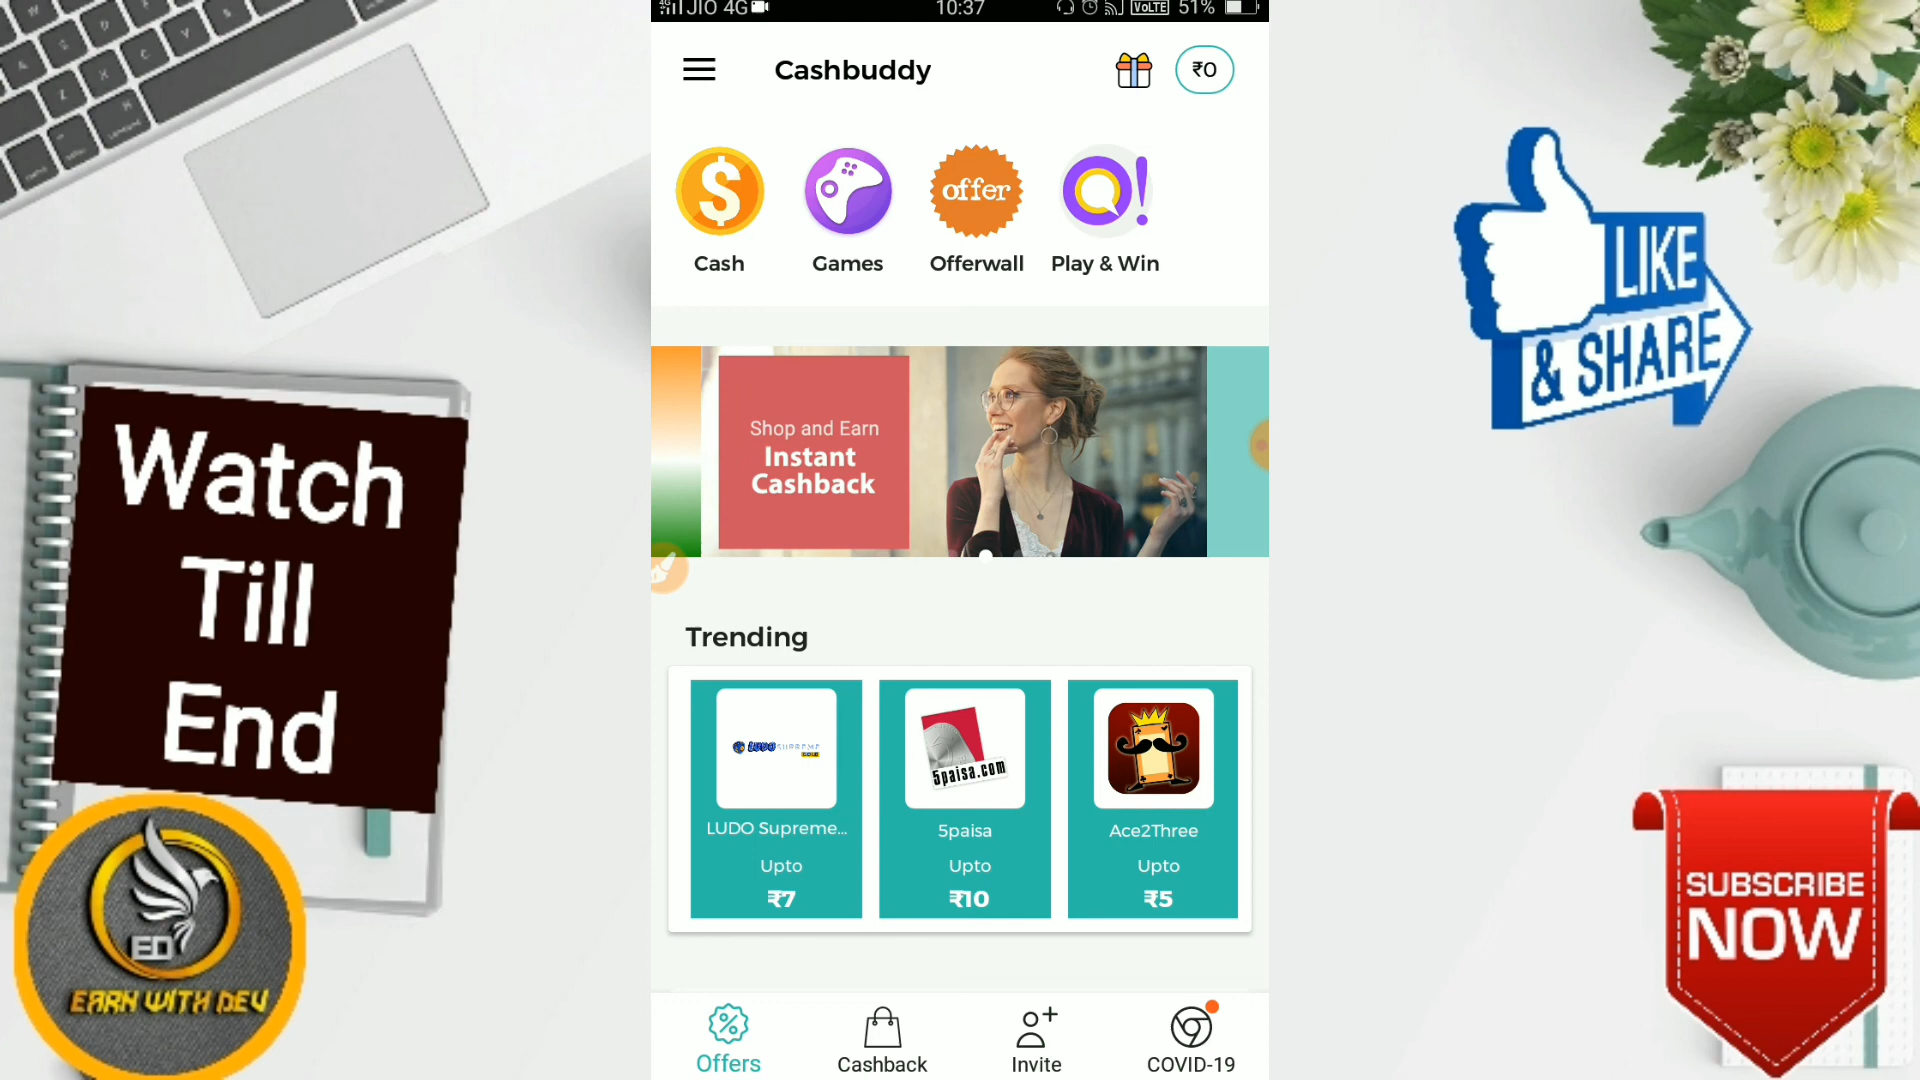 JIO 4G
10:37
VoLTE
51%
Cashbuddy
₹0
offer
Cash
Games
Offerwall
Play & Win
Shop and Earn
Instant
Cashback
Trending
LUDO SUPREME
5paisa.com
LUDO Supreme...
5paisa
Ace2Three
Upto
Upto
Upto
₹7
₹10
₹5
Offers
Cashback
Invite
COVID-19
Watch
Till
End
ED
EARN WITH DEV
LIKE
& SHARE
SUBSCRIBE
NOW